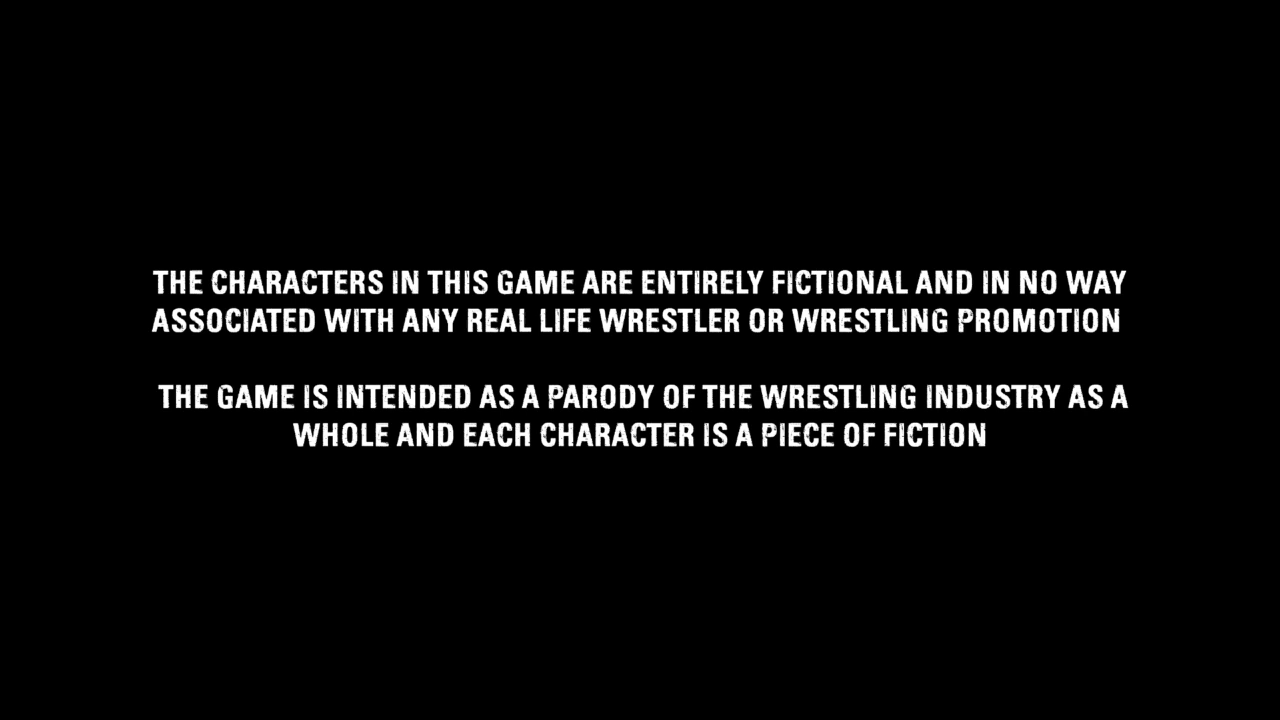 THE CHARACTERS IN THIS GAME ARE ENTIRELY FICTIONAL AND IN NO WAY
ASSOCIATED WITH ANY REAL LIFE WRESTLER OR WRESTLING PROMOTION
THE GAME IS INTENDED AS A PARODY OF THE WRESTLING INDUSTRY AS A
WHOLE AND EACH CHARACTER IS A PIECE OF FICTION